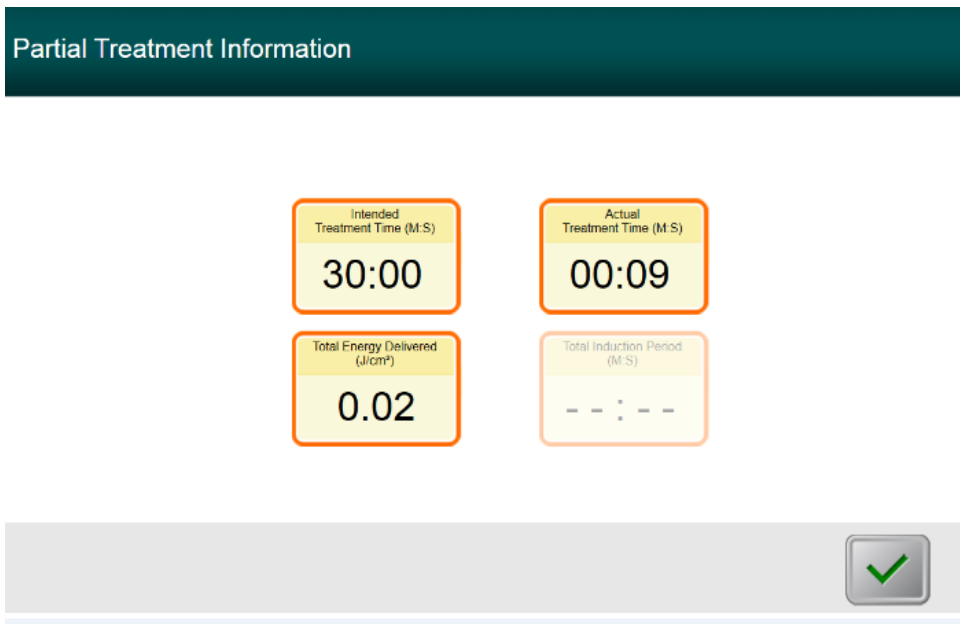 Partial Treatment Information
Intended
Treatment Time (M:S)
30:00
Actual
Treatment Time (M:S)
00:09
Total Energy Delivered
(J/cm²)
0.02
Total Induction Period
(M:S)
- - : - -